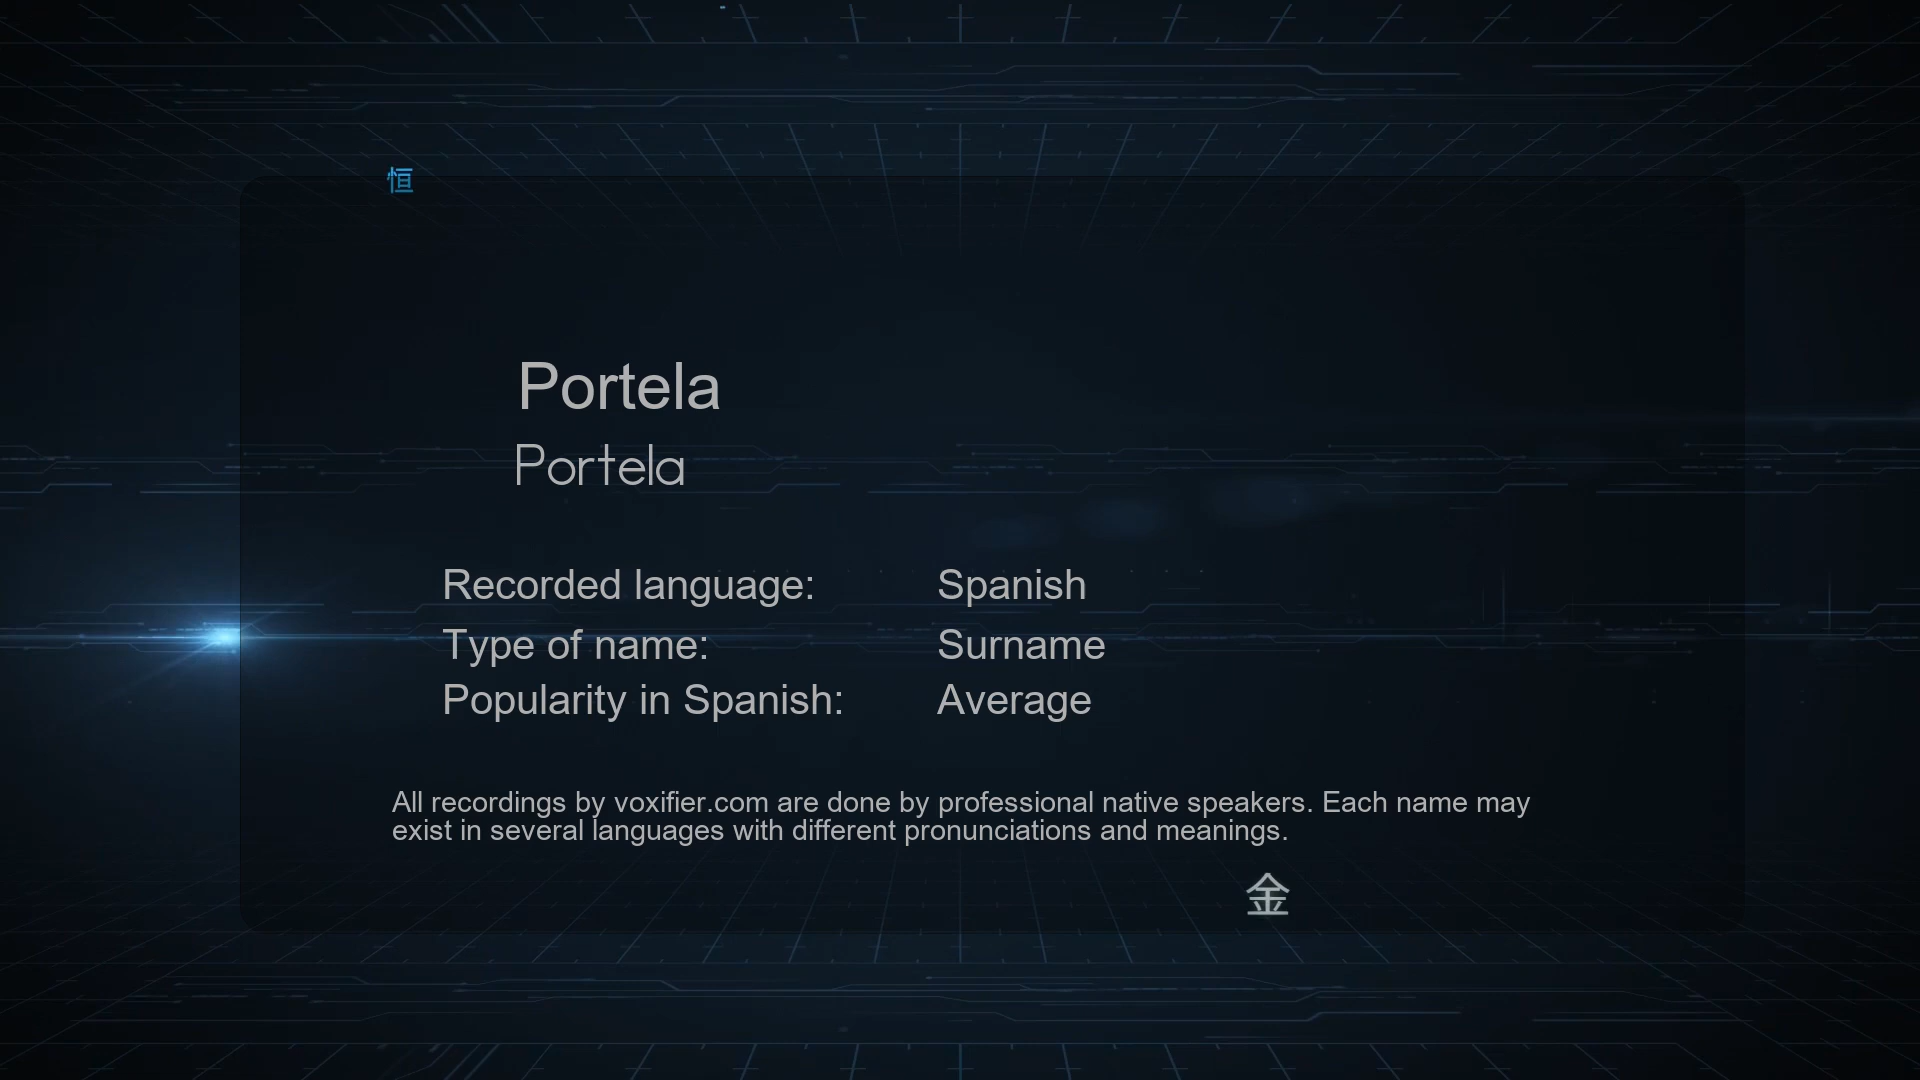 恒
Portela
Portela
Recorded language: Spanish
Type of name: Surname
Popularity in Spanish: Average
All recordings by voxifier.com are done by professional native speakers. Each name may
exist in several languages with different pronunciations and meanings.
金